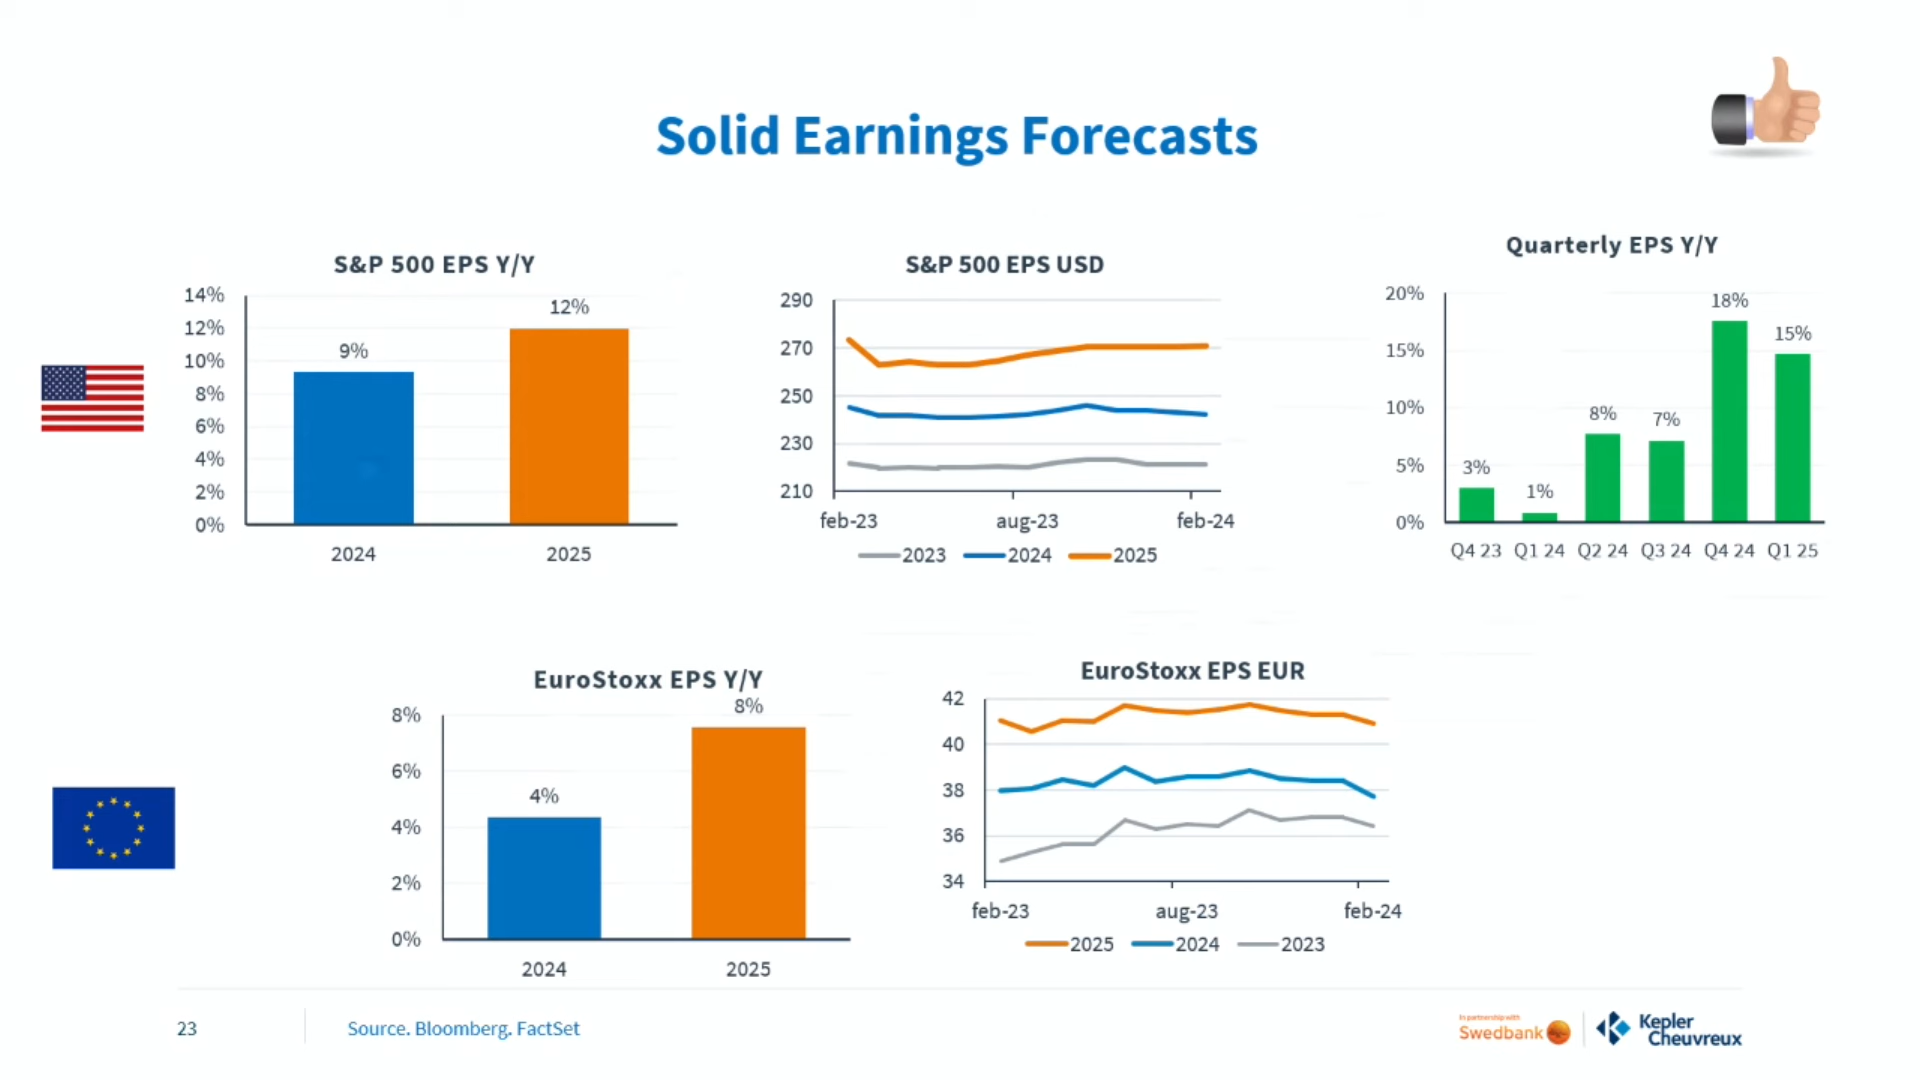 Solid Earnings Forecasts
S&P 500 EPS Y/Y
14%
12%
10%
8%
6%
4%
2%
0%
9%
12%
2024
2025
S&P 500 EPS USD
290
270
250
230
210
feb-23
aug-23
feb-24
2023
2024
2025
Quarterly EPS Y/Y
20%
15%
10%
5%
0%
3%
1%
8%
7%
18%
15%
Q4 23
Q1 24
Q2 24
Q3 24
Q4 24
Q1 25
EuroStoxx EPS Y/Y
8%
6%
4%
2%
0%
4%
8%
2024
2025
EuroStoxx EPS EUR
42
40
38
36
34
feb-23
aug-23
feb-24
2025
2024
2023
23
Source. Bloomberg. FactSet
In partnership with
Swedbank
Kepler
Cheuvreux